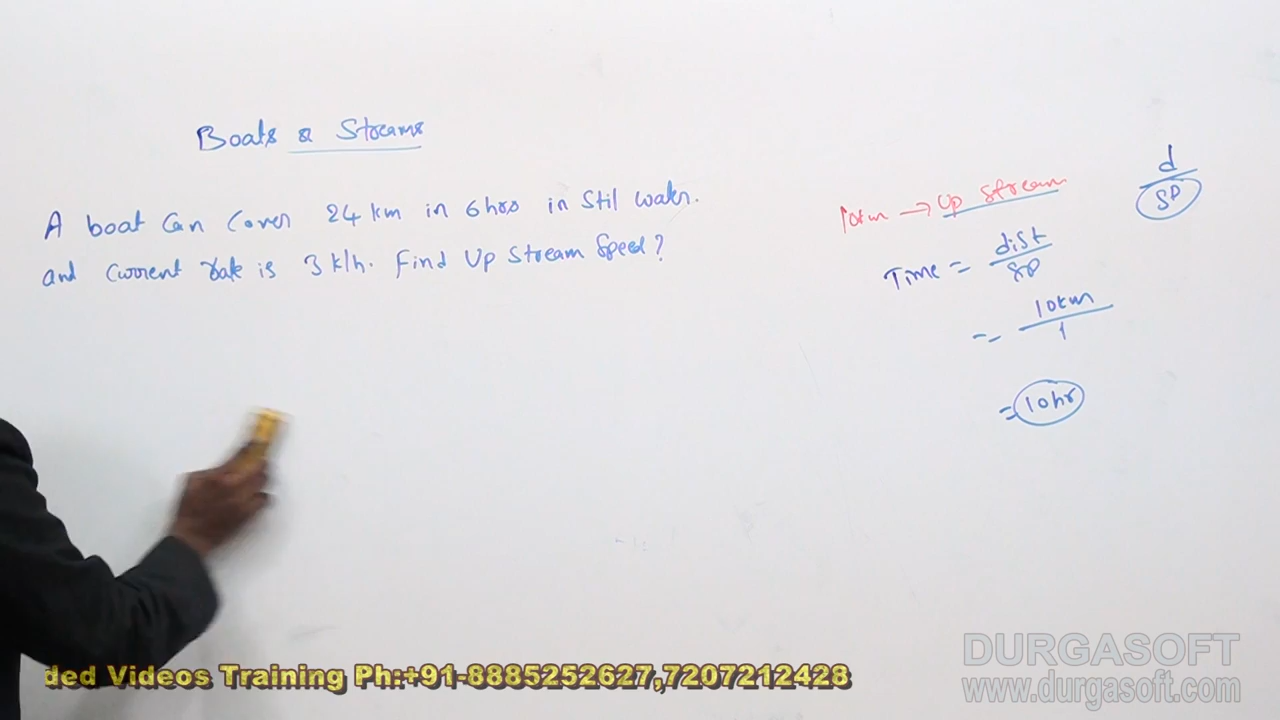 Boats & Streams
A boat Can Cover 24 km in 6 hrs in Stil water.
and Current rate is 3 k/h. Find Up Stream Speed?
10km → Up Stream
d
SP
Time = dist
SP
= 10km
1
= 10hr
DURGASOFT
www.durgasoft.com
ded Videos Training Ph:+91-8885252627,7207212428